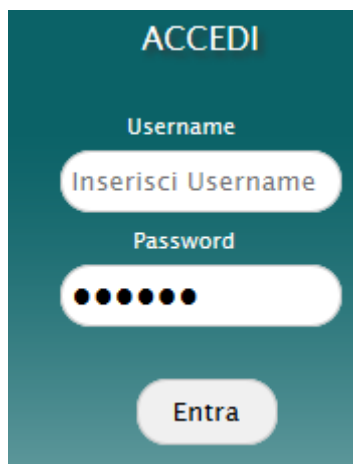 ACCEDI
Username
Inserisci Username
Password
●●●●●●
Entra